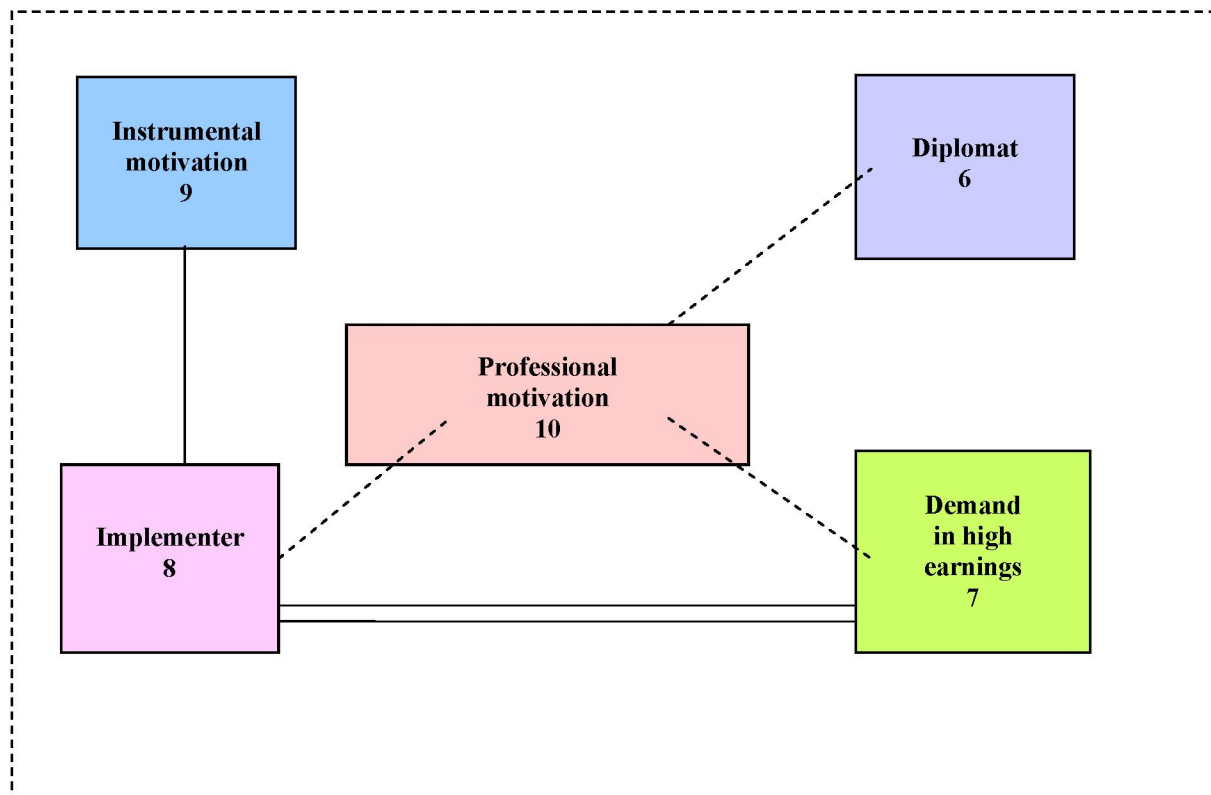 Instrumental
motivation
9
Diplomat
6
Professional
motivation
10
Implementer
8
Demand
in high
earnings
7